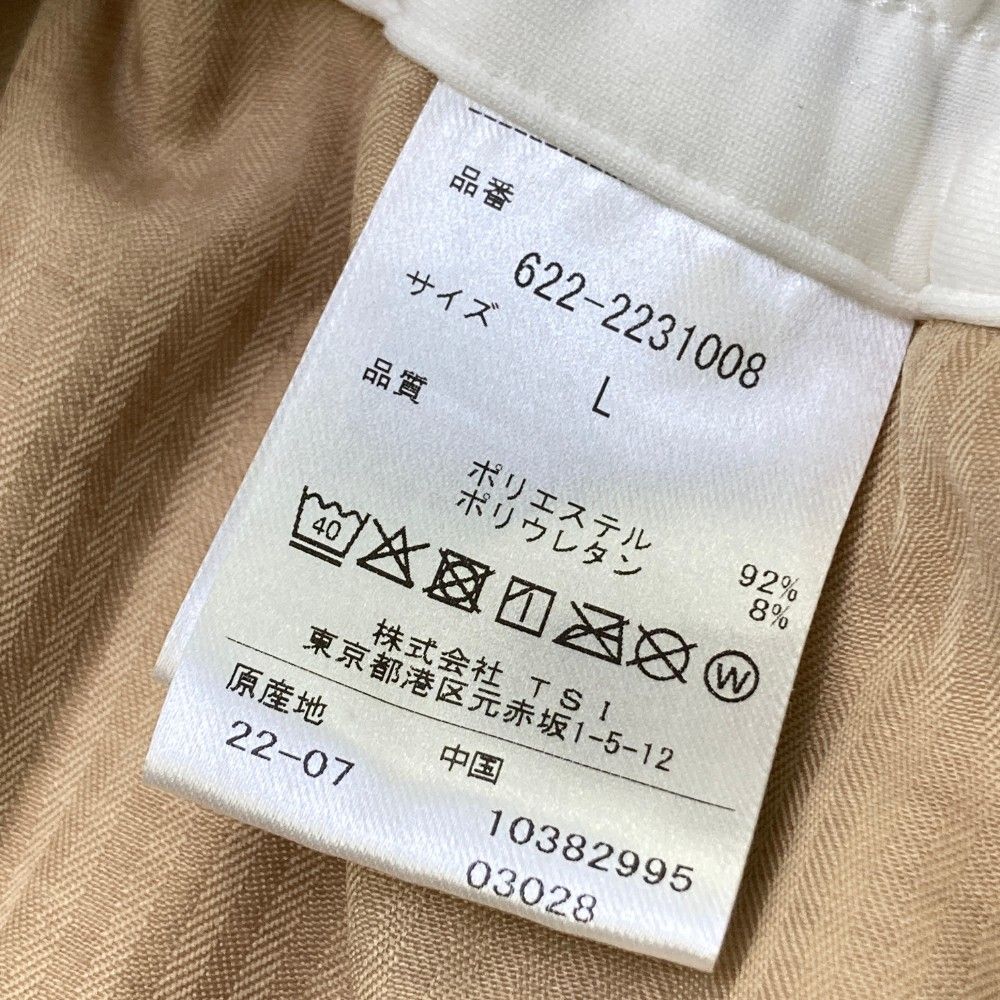 品番
622-2231008
サイズ
L
品質
ポリエステル 92%
ポリウレタン 8%
40
W
株式会社 TSI
東京都港区元赤坂1-5-12
原産地 中国
22-07
10382995
03028